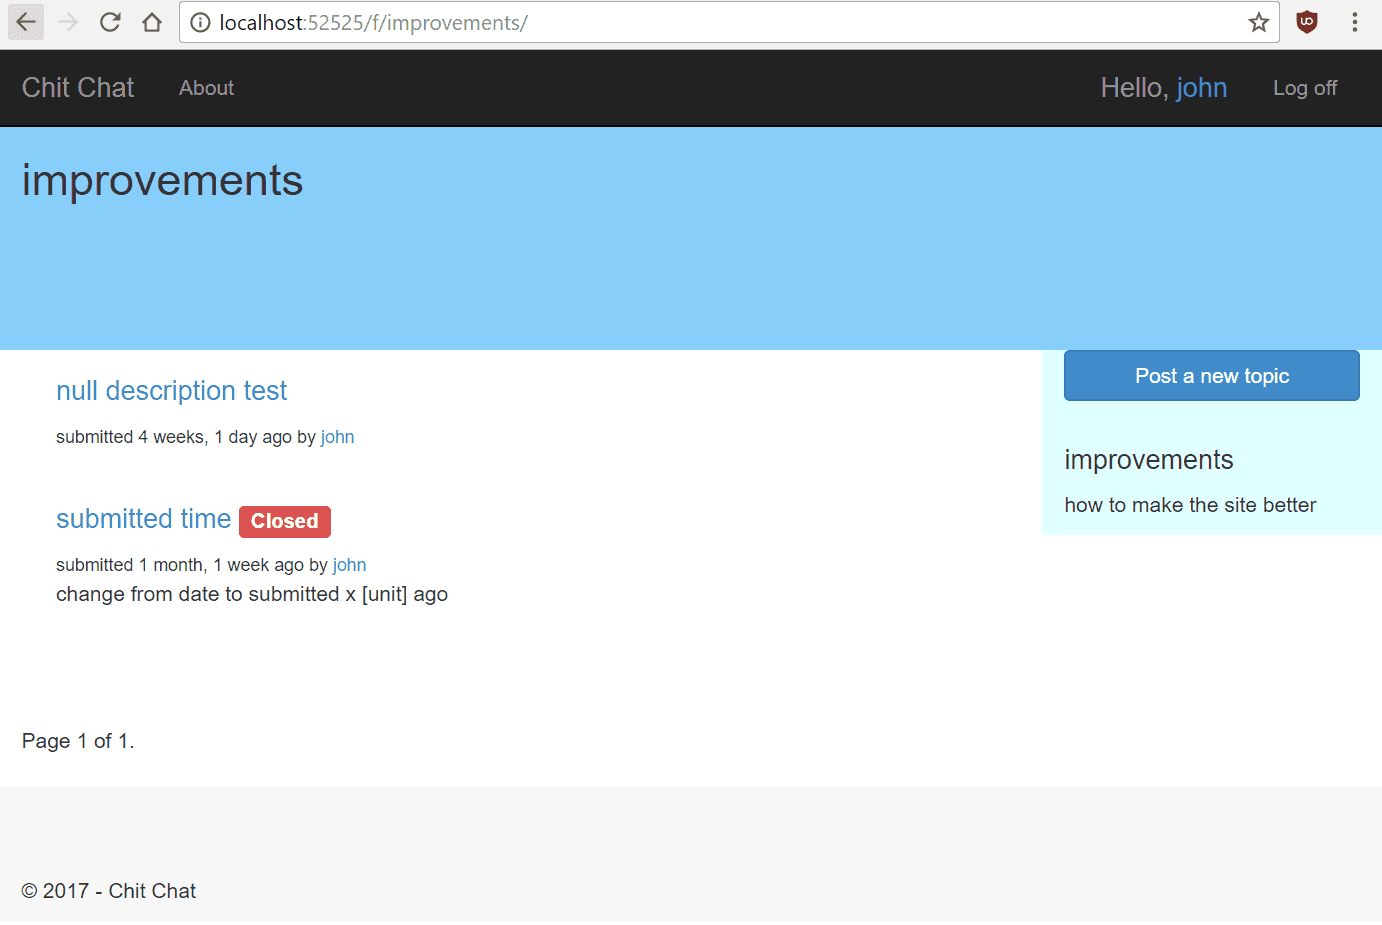 localhost:52525/f/improvements/
Chit Chat About Hello, john Log off
improvements
null description test
submitted 4 weeks, 1 day ago by john
submitted time Closed
submitted 1 month, 1 week ago by john
change from date to submitted x [unit] ago
Post a new topic
improvements
how to make the site better
Page 1 of 1.
© 2017 - Chit Chat